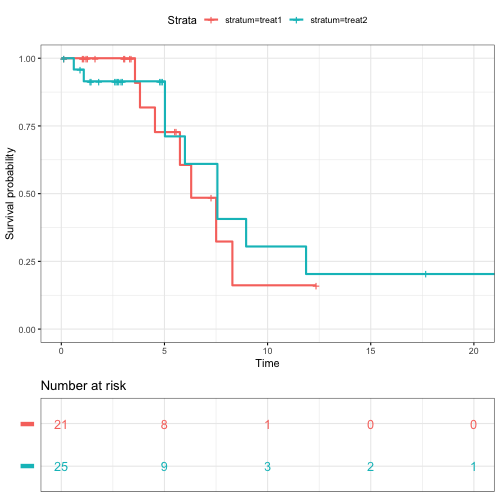 Strata stratum=treat1 stratum=treat2
Survival probability
1.00
0.75
0.50
0.25
0.00
0 5 10 15 20
Time
Number at risk
21 8 1 0 0
25 9 3 2 1